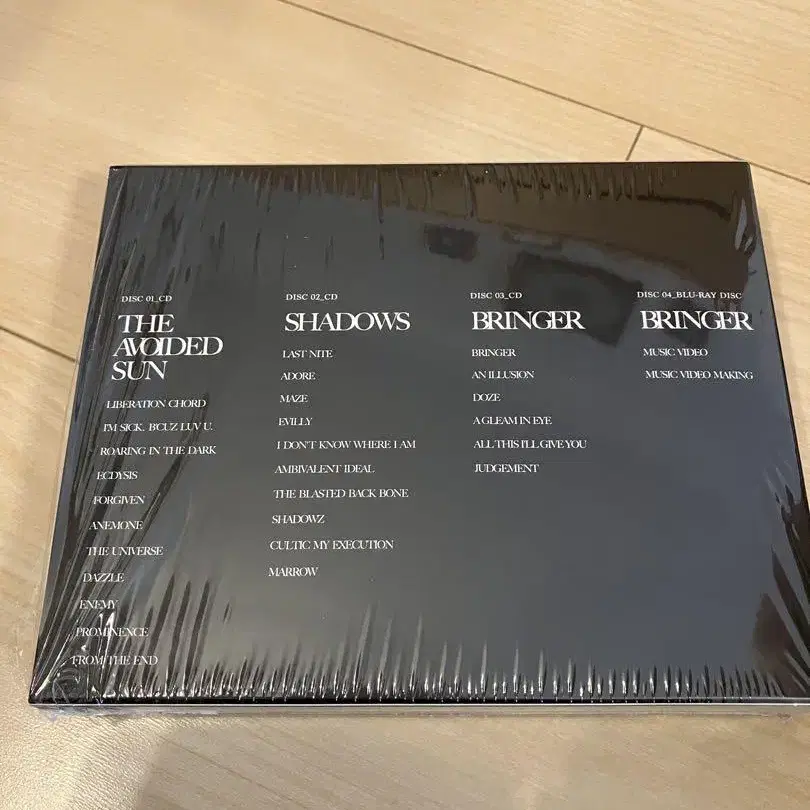 DISC 01_CD
THE
AVOIDED
SUN
LIBERATION CHORD
I'M SICK, B'CUZ LUV U.
ROARING IN THE DARK
ECDYSIS
FORGIVEN
ANEMONE
THE UNIVERSE
DAZZLE
ENEMY
PROMINENCE
FROM THE END
DISC 02_CD
SHADOWS
LAST NITE
ADORE
MAZE
EVILLY
I DON'T KNOW WHERE I AM
AMBIVALENT IDEAL
THE BLASTED BACK BONE
SHADOWZ
CULTIC MY EXECUTION
MARROW
DISC 03_CD
BRINGER
BRINGER
AN ILLUSION
DOZE
A GLEAM IN EYE
ALL THIS I'LL GIVE YOU
JUDGEMENT
DISC 04_BLU-RAY DISC
BRINGER
MUSIC VIDEO
MUSIC VIDEO MAKING